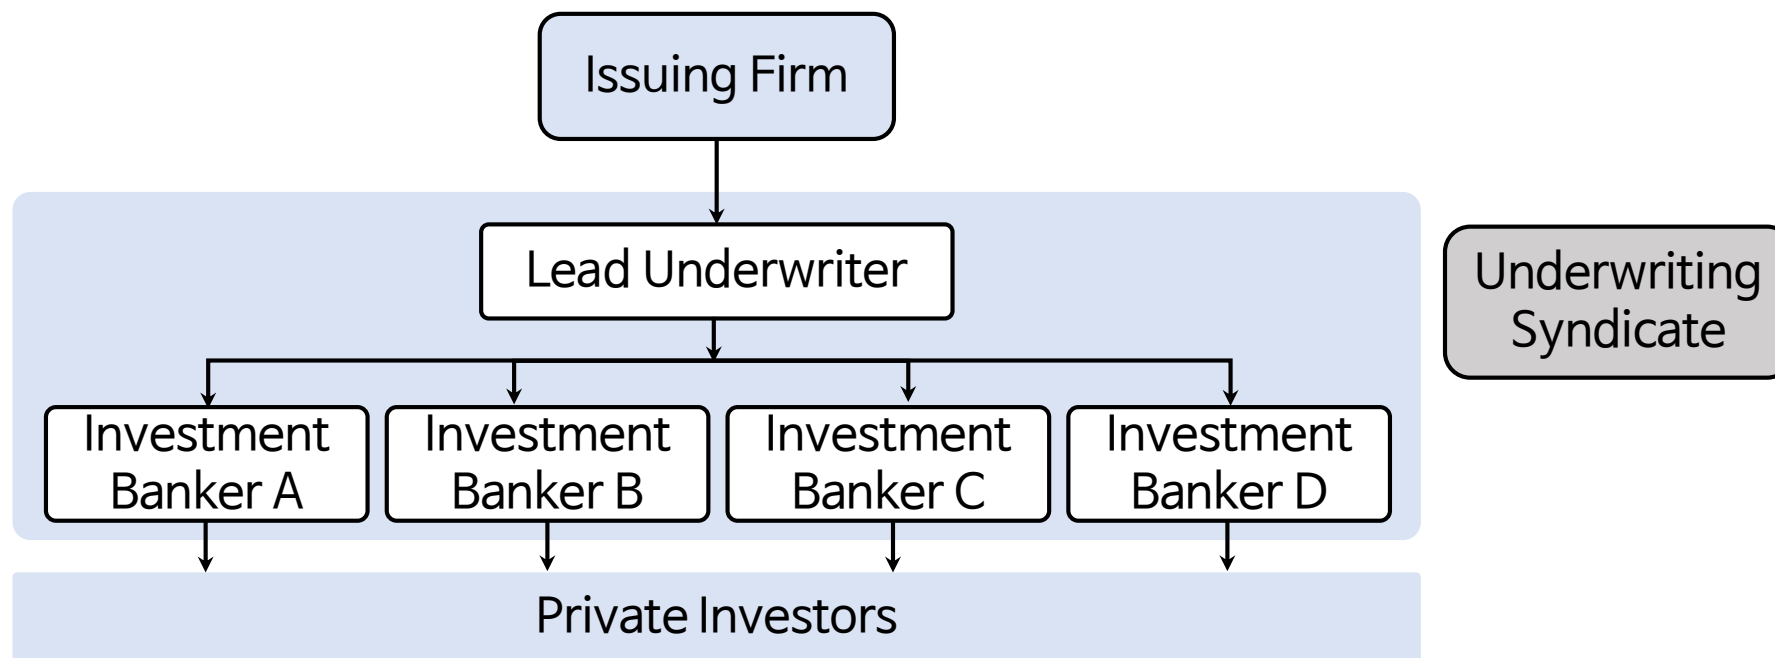 Issuing Firm
Lead Underwriter
Underwriting
Syndicate
Investment
Banker A
Investment
Banker B
Investment
Banker C
Investment
Banker D
Private Investors